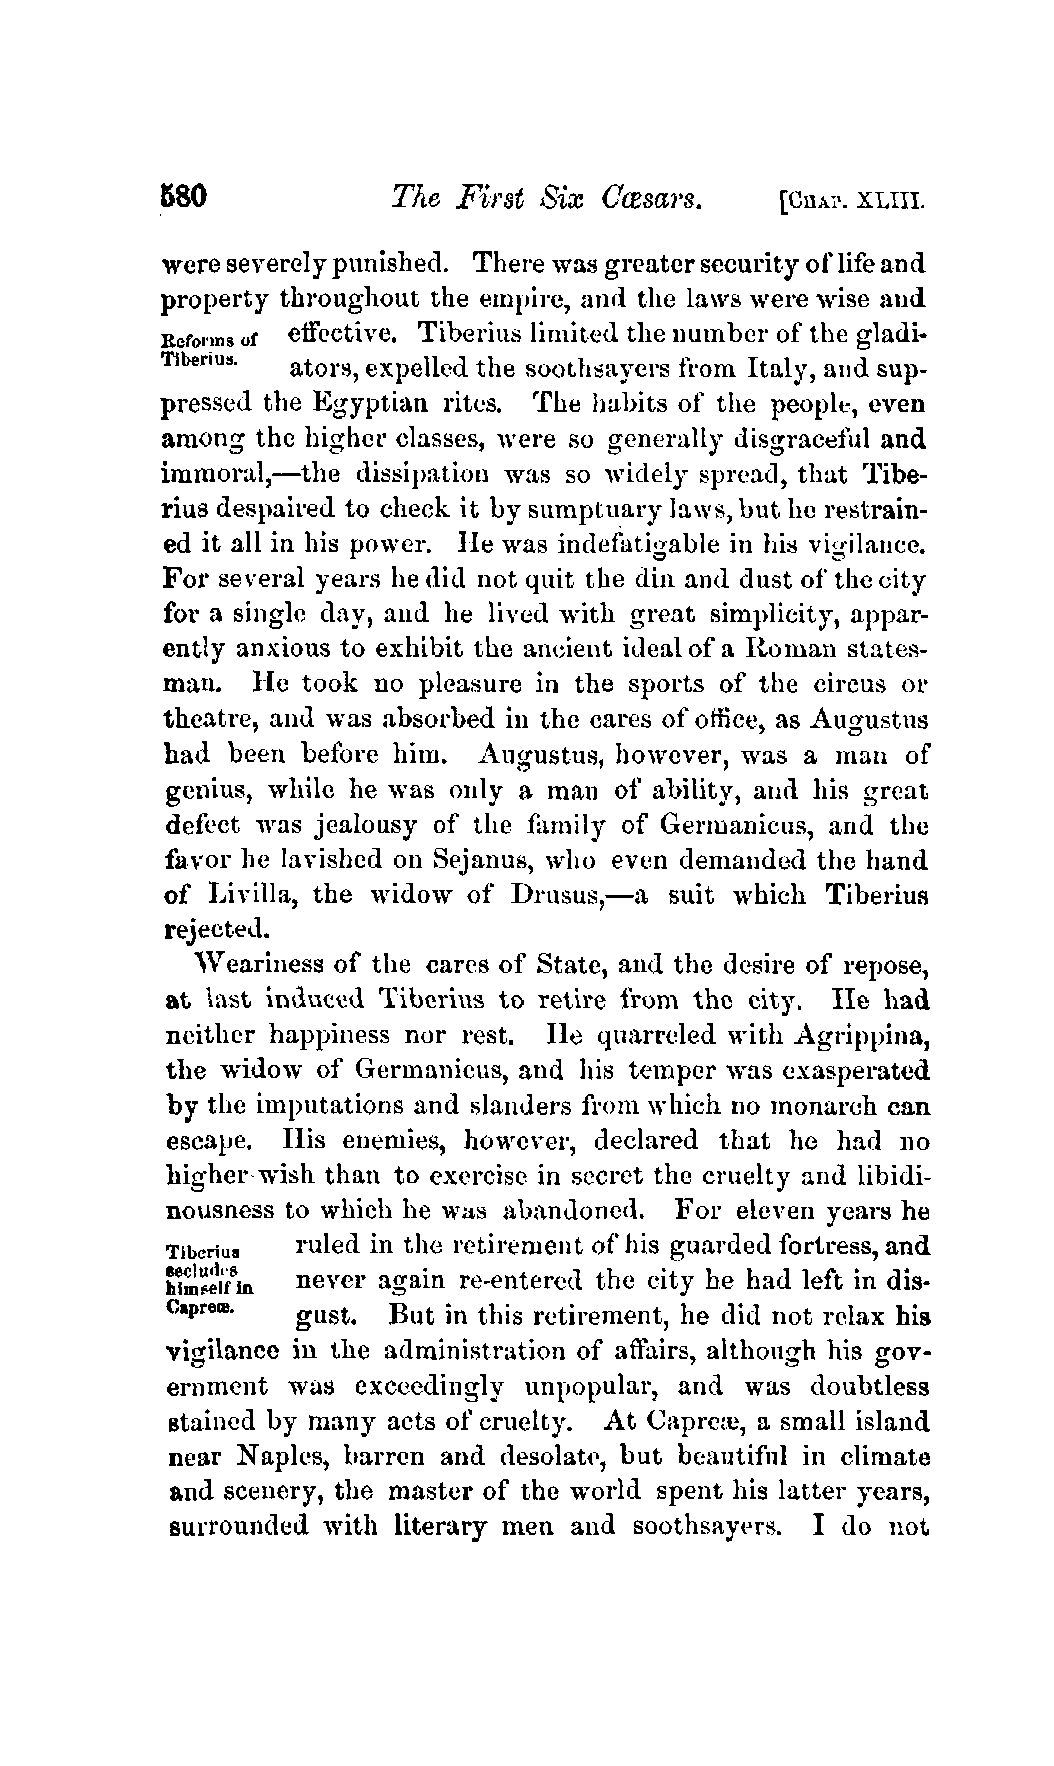 580 The First Six Cæsars. [CHAP. XLIII.
were severely punished. There was greater security of life and
property throughout the empire, and the laws were wise and
Reforms of
Tiberius.
effective. Tiberius limited the number of the gladi-
ators, expelled the soothsayers from Italy, and sup-
pressed the Egyptian rites. The habits of the people, even
among the higher classes, were so generally disgraceful and
immoral,—the dissipation was so widely spread, that Tibe-
rius despaired to check it by sumptuary laws, but he restrain-
ed it all in his power. He was indefatigable in his vigilance.
For several years he did not quit the din and dust of the city
for a single day, and he lived with great simplicity, appar-
ently anxious to exhibit the ancient ideal of a Roman states-
man. He took no pleasure in the sports of the circus or
theatre, and was absorbed in the cares of office, as Augustus
had been before him. Augustus, however, was a man of
genius, while he was only a man of ability, and his great
defect was jealousy of the family of Germanicus, and the
favor he lavished on Sejanus, who even demanded the hand
of Livilla, the widow of Drusus,—a suit which Tiberius
rejected.
Weariness of the cares of State, and the desire of repose,
at last induced Tiberius to retire from the city. He had
neither happiness nor rest. He quarreled with Agrippina,
the widow of Germanicus, and his temper was exasperated
by the imputations and slanders from which no monarch can
escape. His enemies, however, declared that he had no
higher wish than to exercise in secret the cruelty and libidi-
nousness to which he was abandoned. For eleven years he
Tiberius
secludes
himself in
Capreæ.
ruled in the retirement of his guarded fortress, and
never again re-entered the city he had left in dis-
gust. But in this retirement, he did not relax his
vigilance in the administration of affairs, although his gov-
ernment was exceedingly unpopular, and was doubtless
stained by many acts of cruelty. At Capreæ, a small island
near Naples, barren and desolate, but beautiful in climate
and scenery, the master of the world spent his latter years,
surrounded with literary men and soothsayers. I do not